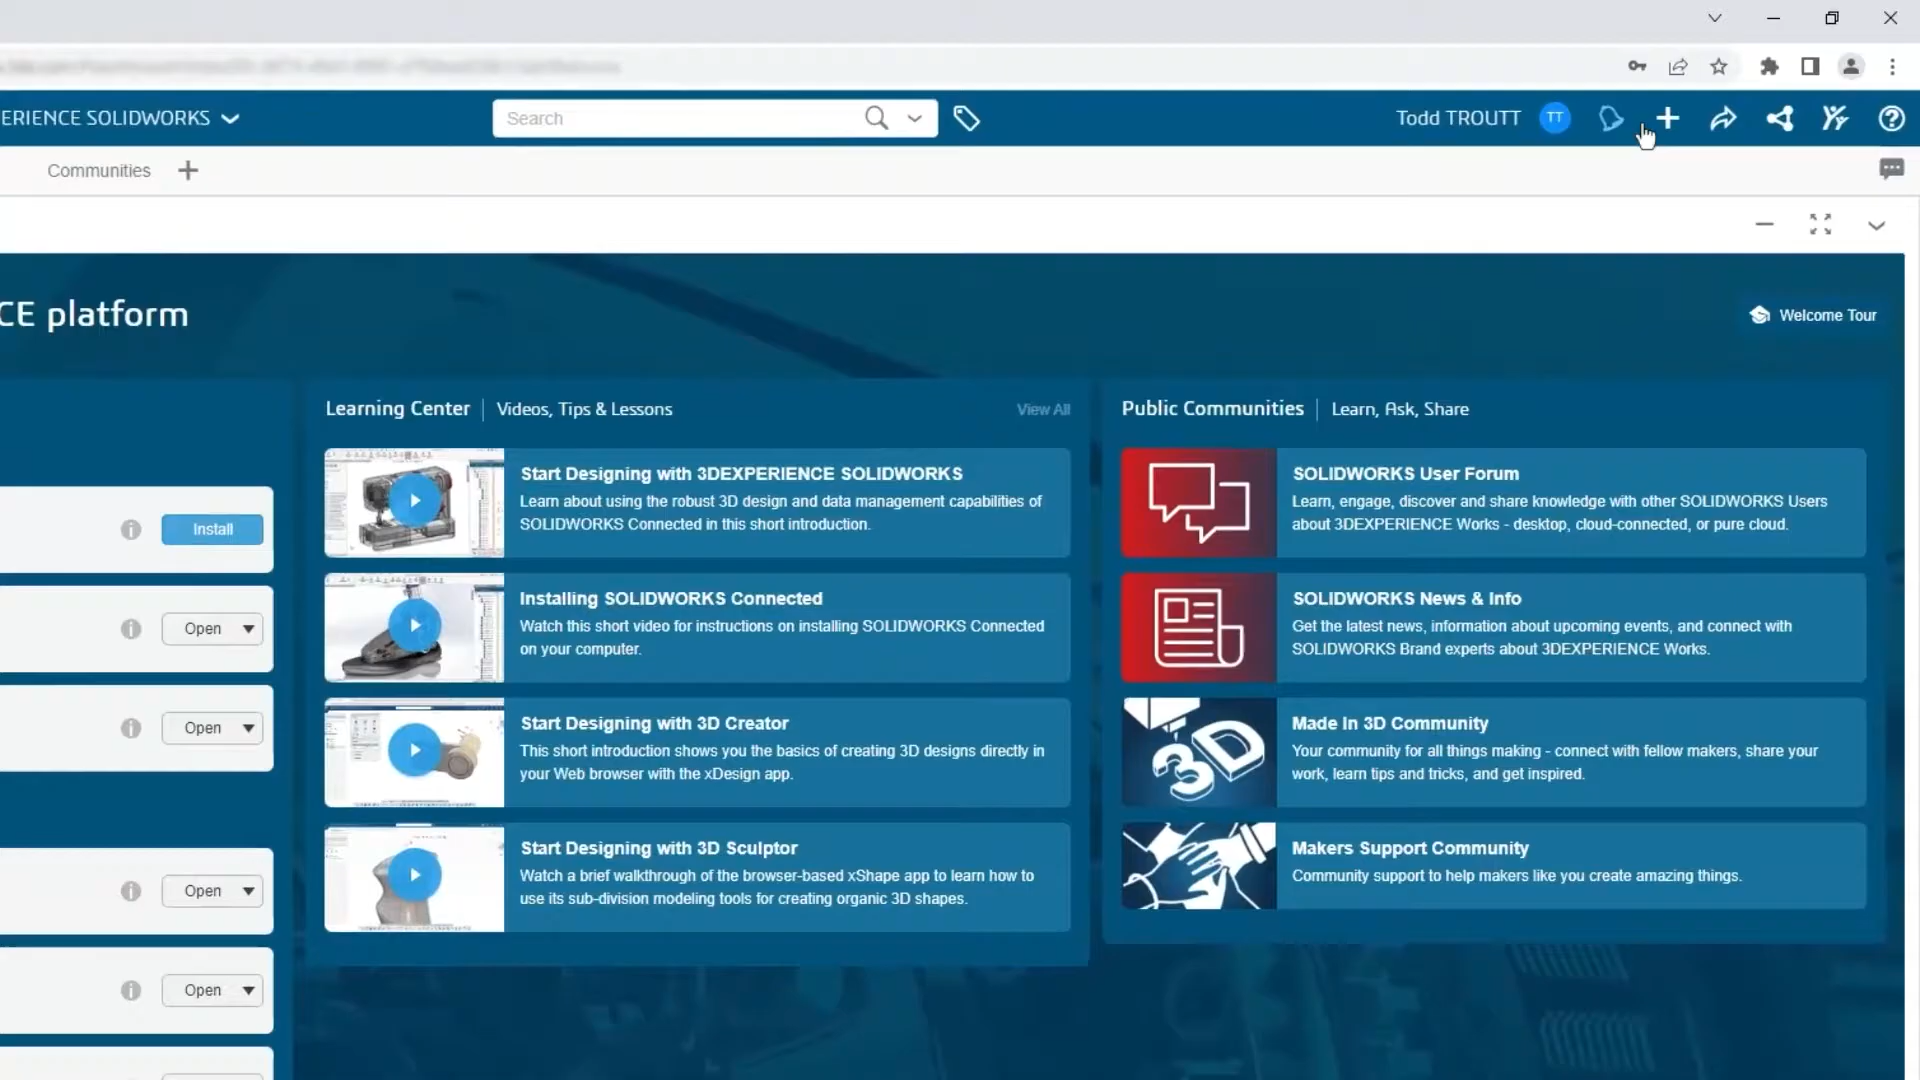 ERIENCE SOLIDWORKS
Search
Todd TROUTT
TT
Communities
CE platform
Welcome Tour
Learning Center
Videos, Tips & Lessons
View All
Start Designing with 3DEXPERIENCE SOLIDWORKS
Learn about using the robust 3D design and data management capabilities of
SOLIDWORKS Connected in this short introduction.
Installing SOLIDWORKS Connected
Watch this short video for instructions on installing SOLIDWORKS Connected
on your computer.
Start Designing with 3D Creator
This short introduction shows you the basics of creating 3D designs directly in
your Web browser with the xDesign app.
Start Designing with 3D Sculptor
Watch a brief walkthrough of the browser-based xShape app to learn how to
use its sub-division modeling tools for creating organic 3D shapes.
Public Communities
Learn, Ask, Share
SOLIDWORKS User Forum
Learn, engage, discover and share knowledge with other SOLIDWORKS Users
about 3DEXPERIENCE Works - desktop, cloud-connected, or pure cloud.
SOLIDWORKS News & Info
Get the latest news, information about upcoming events, and connect with
SOLIDWORKS Brand experts about 3DEXPERIENCE Works.
3D
Made In 3D Community
Your community for all things making - connect with fellow makers, share your
work, learn tips and tricks, and get inspired.
Makers Support Community
Community support to help makers like you create amazing things.
Install
Open
Open
Open
Open